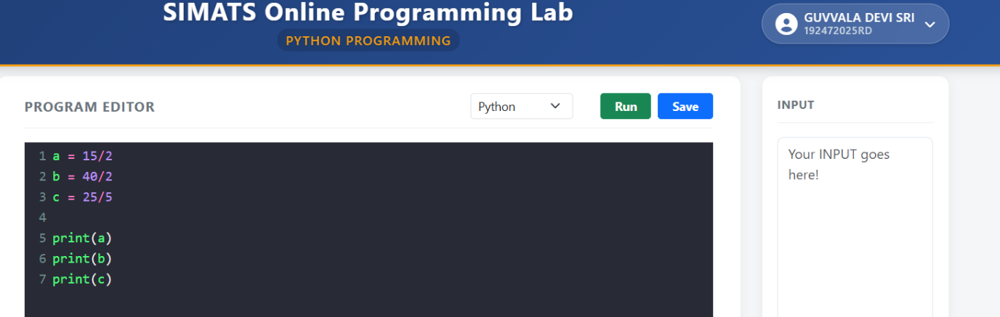 SIMATS Online Programming Lab
PYTHON PROGRAMMING
GUVVALA DEVI SRI
192472025RD
PROGRAM EDITOR
Python
Run
Save
1 a = 15/2
2 b = 40/2
3 c = 25/5
4
5 print(a)
6 print(b)
7 print(c)
INPUT
Your INPUT goes
here!